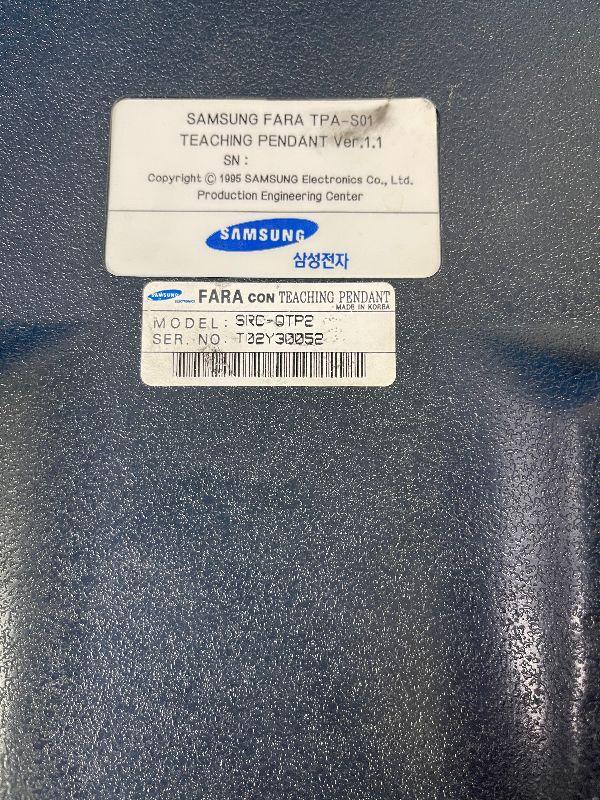 SAMSUNG FARA TPA-S01
TEACHING PENDANT Ver.1.1
SN :
Copyright © 1995 SAMSUNG Electronics Co., Ltd.
Production Engineering Center
SAMSUNG
삼성전자
SAMSUNG ELECTRONICS FARA CON TEACHING PENDANT
MADE IN KOREA
MODEL: SRC-QTP2
SER. NO. T02Y30052